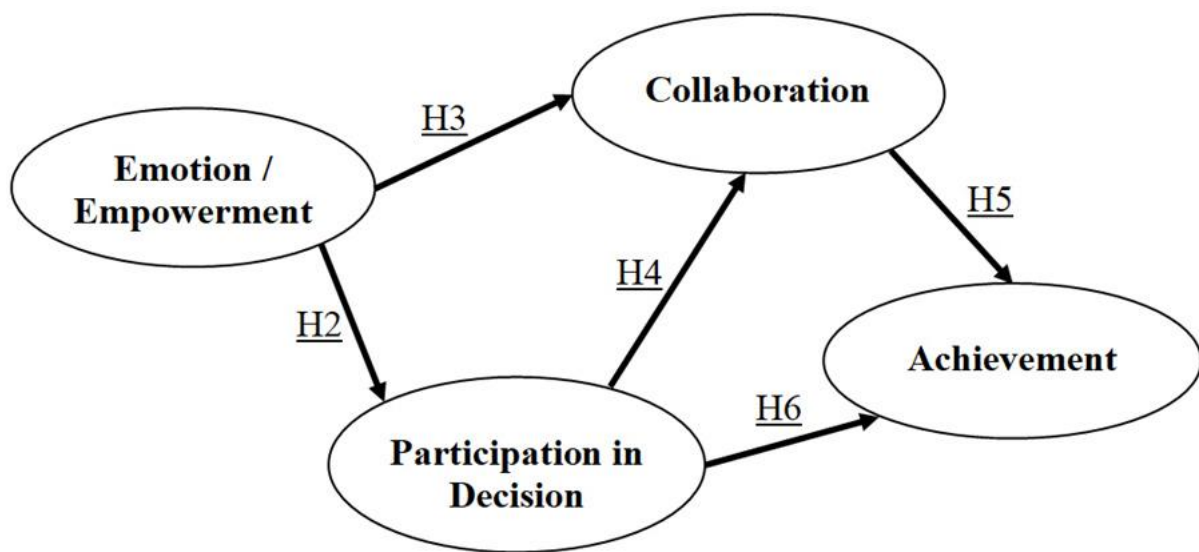 Collaboration
H3
Emotion /
Empowerment
H5
H4
H2
Achievement
H6
Participation in
Decision